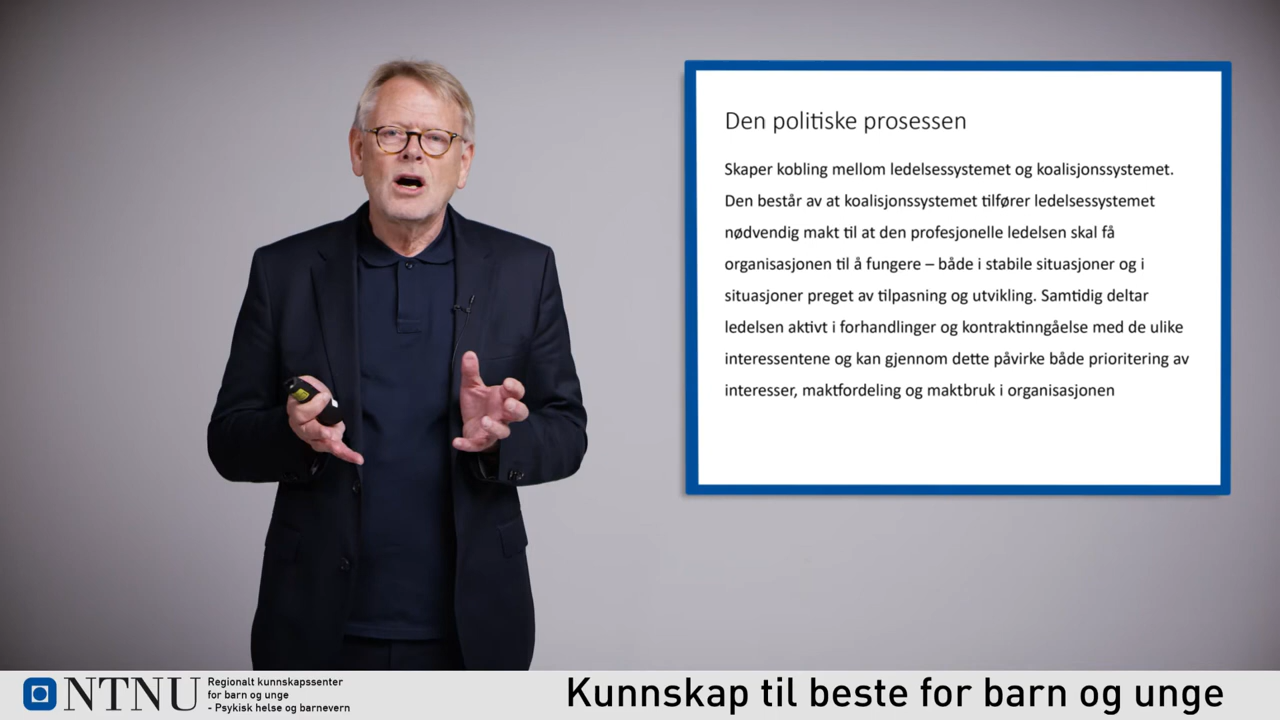 Den politiske prosessen
Skaper kobling mellom ledelsessystemet og koalisjonssystemet.
Den består av at koalisjonssystemet tilfører ledelsessystemet
nødvendig makt til at den profesjonelle ledelsen skal få
organisasjonen til å fungere – både i stabile situasjoner og i
situasjoner preget av tilpasning og utvikling. Samtidig deltar
ledelsen aktivt i forhandlinger og kontraktinngåelse med de ulike
interessentene og kan gjennom dette påvirke både prioritering av
interesser, maktfordeling og maktbruk i organisasjonen
NTNU
Regionalt kunnskapssenter
for barn og unge
- Psykisk helse og barnevern
Kunnskap til beste for barn og unge